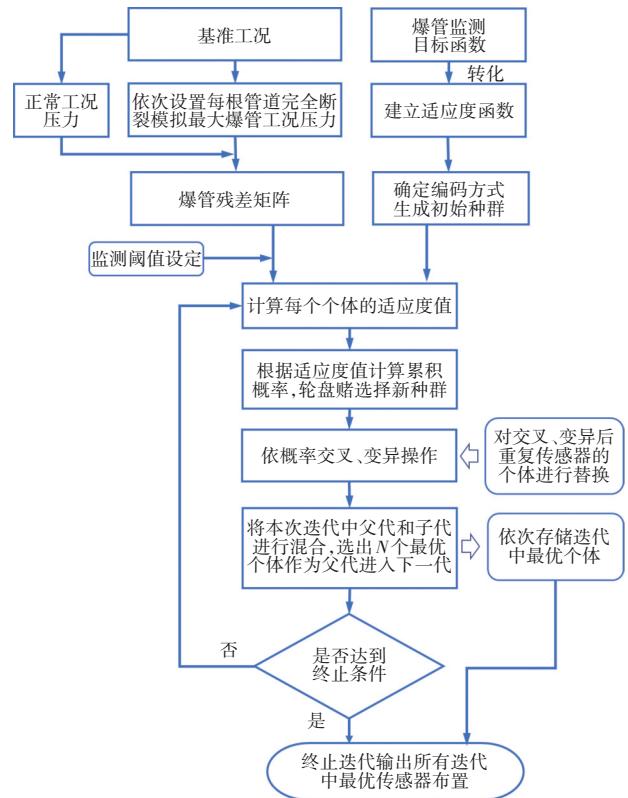 基准工况
爆管监测
目标函数
转化
正常工况
压力
依次设置每根管道完全断
裂模拟最大爆管工况压力
建立适应度函数
爆管残差矩阵
确定编码方式
生成初始种群
监测阈值设定
计算每个个体的适应度值
根据适应度值计算累积
概率,轮盘赌选择新种群
依概率交叉、变异操作
对交叉、变异后
重复传感器的
个体进行替换
将本次迭代中父代和子代
进行混合,选出N个最优
个体作为父代进入下一代
依次存储迭代
中最优个体
否
是否达到
终止条件
是
终止迭代输出所有迭代
中最优传感器布置